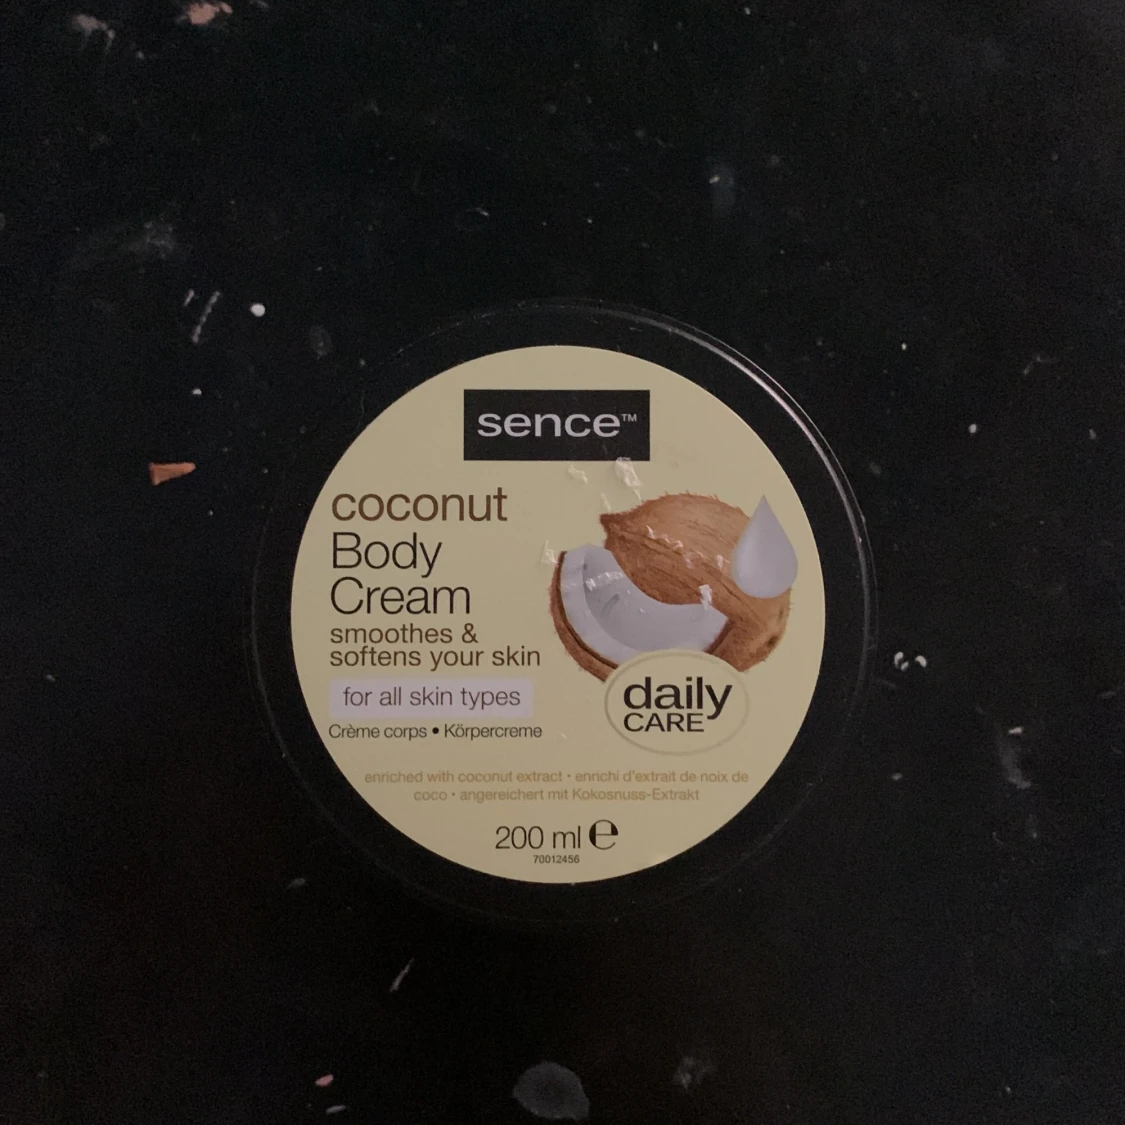 sence™
coconut
Body
Cream
smoothes &
softens your skin
for all skin types
Crème corps • Körpercreme
daily
CARE
enriched with coconut extract • enrichi d'extrait de noix de
coco • angereichert mit Kokosnuss-Extrakt
200 ml ℮
70012456